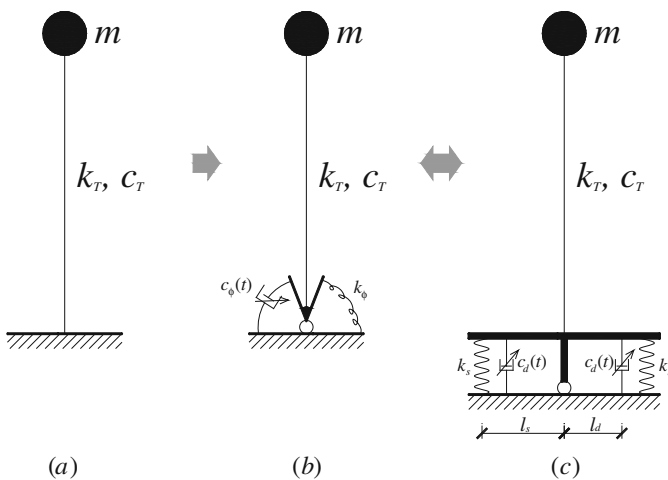 m
m
m
k_T, c_T
k_T, c_T
k_T, c_T
c_ϕ(t)
k_ϕ
k_s
c_d(t)
c_d(t)
k
l_s
l_d
(a)
(b)
(c)